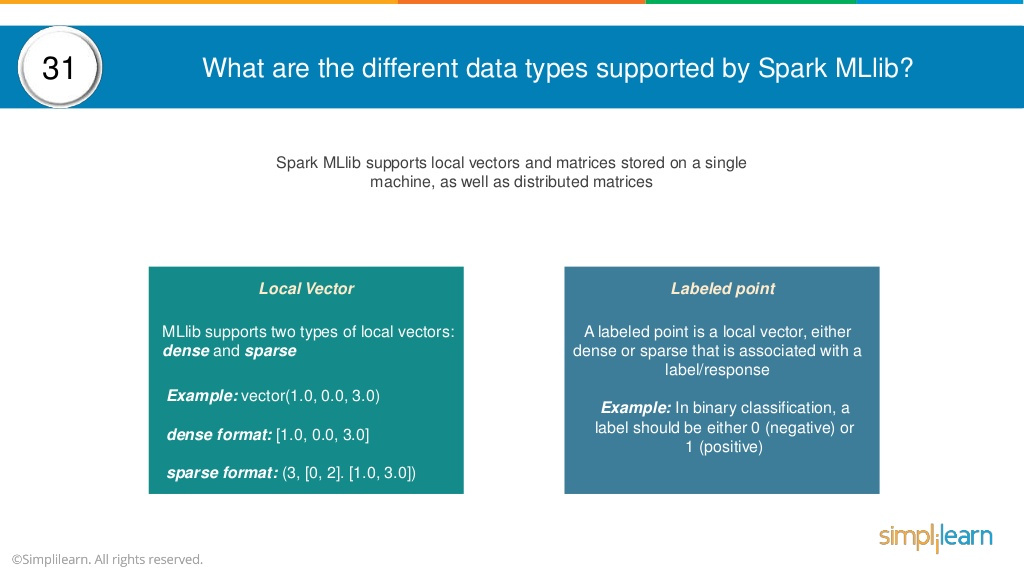 31
What are the different data types supported by Spark MLlib?
Spark MLlib supports local vectors and matrices stored on a single
machine, as well as distributed matrices
Local Vector
MLlib supports two types of local vectors:
dense and sparse
Example: vector(1.0, 0.0, 3.0)
dense format: [1.0, 0.0, 3.0]
sparse format: (3, [0, 2]. [1.0, 3.0])
Labeled point
A labeled point is a local vector, either
dense or sparse that is associated with a
label/response
Example: In binary classification, a
label should be either 0 (negative) or
1 (positive)
simplilearn
©Simplilearn. All rights reserved.